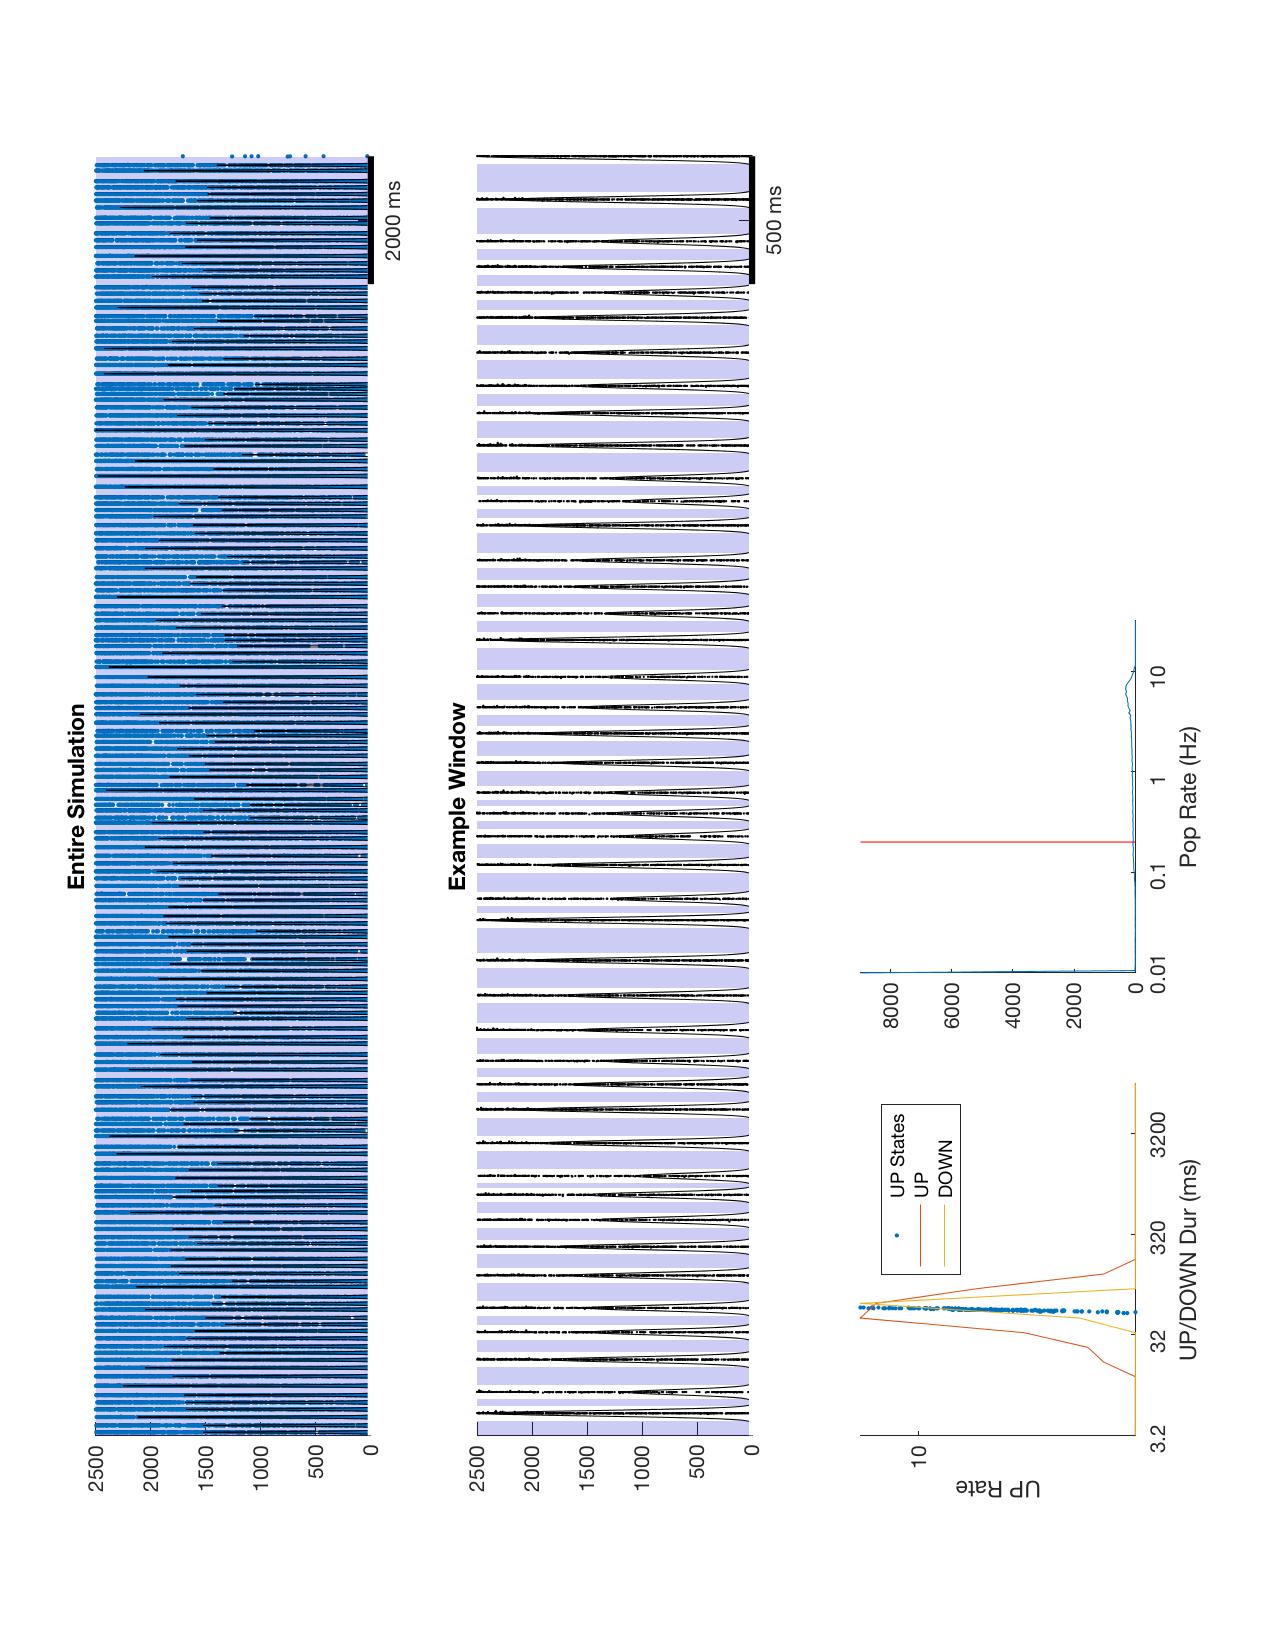 Entire Simulation
2500
2000
1500
1000
500
0
2000 ms
Example Window
2500
2000
1500
1000
500
0
500 ms
UP Rate
10
UP States
UP
DOWN
3.2 32 320 3200
UP/DOWN Dur (ms)
8000
6000
4000
2000
0
0.01 0.1 1 10
Pop Rate (Hz)